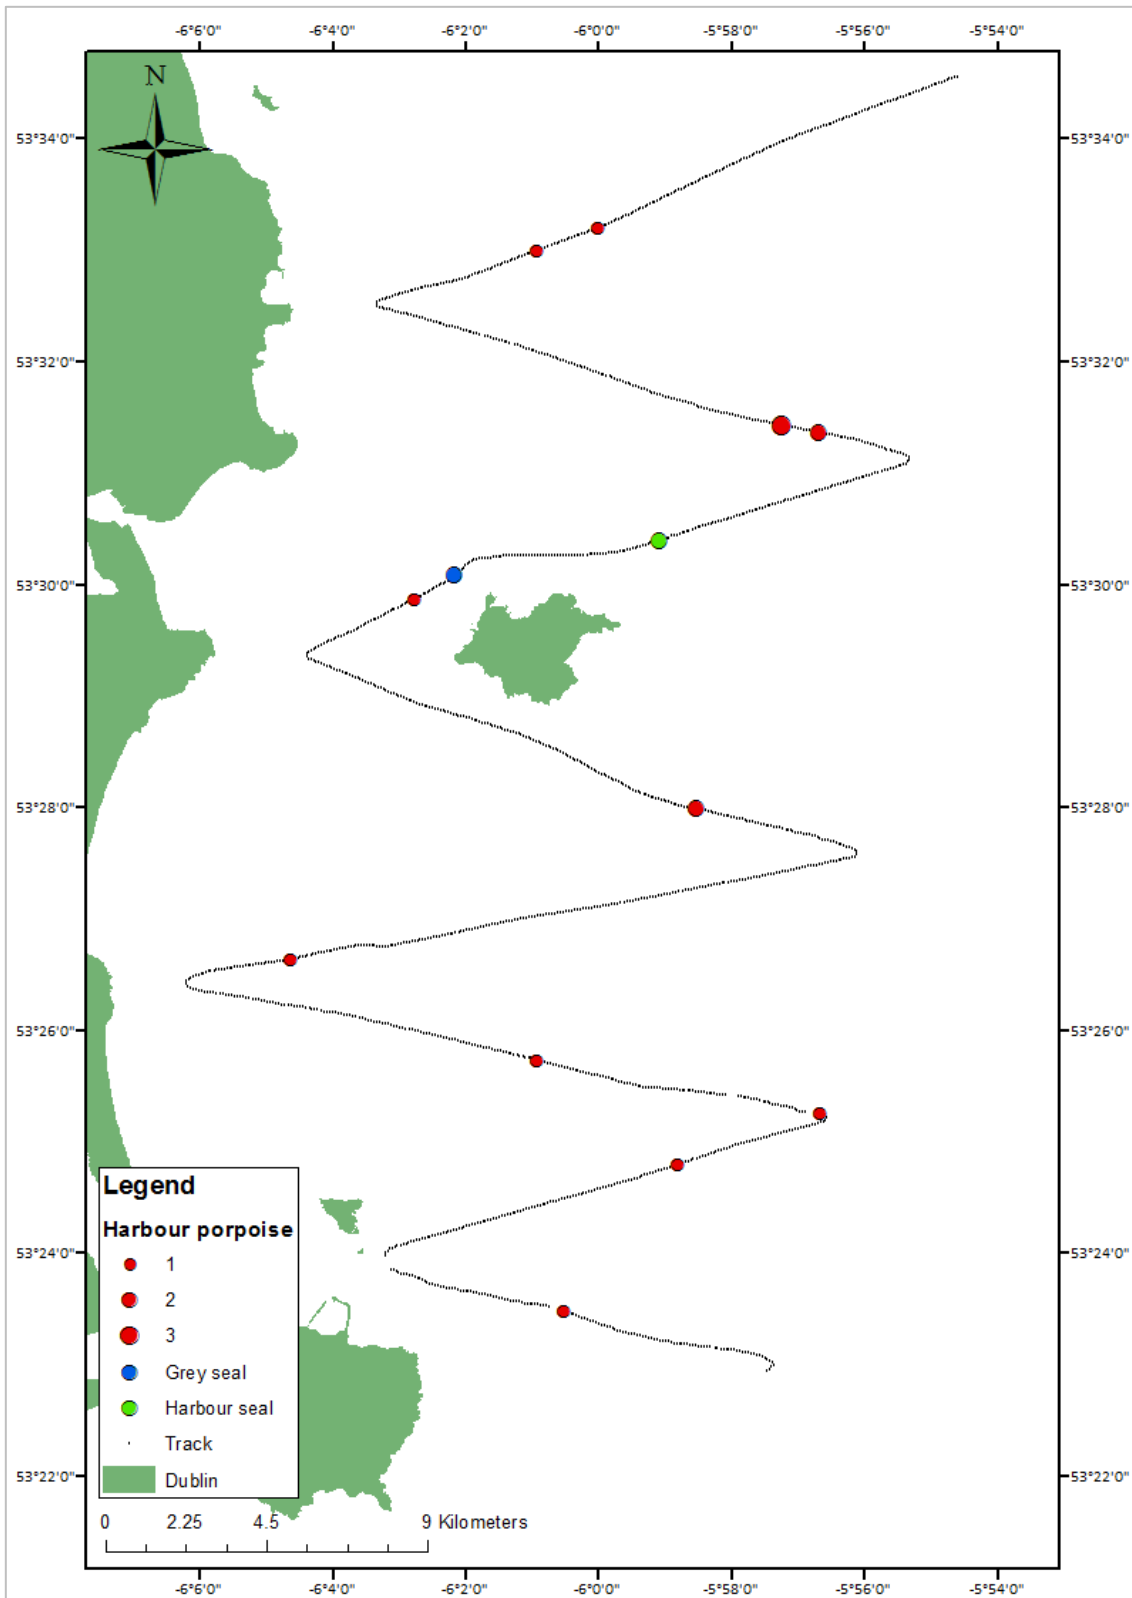 -6°6'0" -6°4'0" -6°2'0" -6°0'0" -5°58'0" -5°56'0" -5°54'0"
N
53°34'0" 53°34'0"
53°32'0" 53°32'0"
53°30'0" 53°30'0"
53°28'0" 53°28'0"
53°26'0" 53°26'0"
Legend
Harbour porpoise
1
53°24'0" 53°24'0"
2
3
Grey seal
Harbour seal
Track
53°22'0" 53°22'0"
Dublin
0 2.25 4.5 9 Kilometers
-6°6'0" -6°4'0" -6°2'0" -6°0'0" -5°58'0" -5°56'0" -5°54'0"